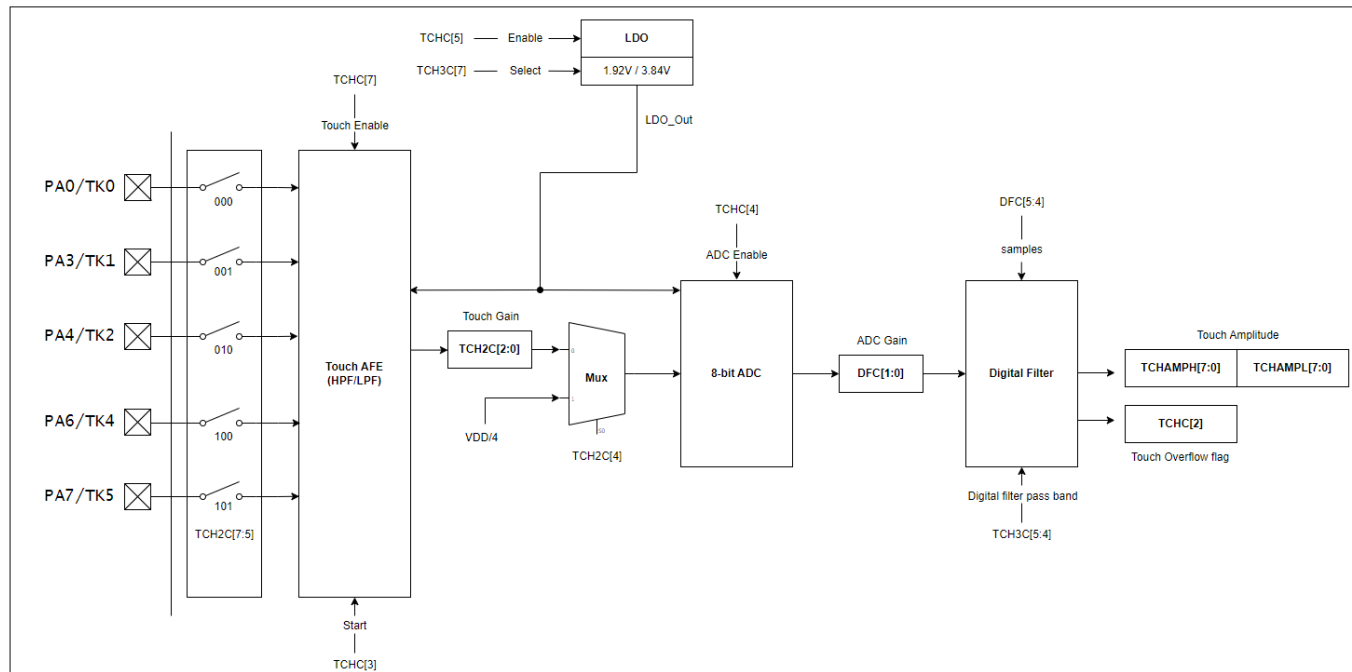 TCHC[5]
Enable
LDO
TCH3C[7]
Select
1.92V / 3.84V
TCHC[7]
Touch Enable
LDO_Out
PA0/TK0
000
PA3/TK1
001
PA4/TK2
010
PA6/TK4
100
PA7/TK5
101
TCH2C[7:5]
Touch AFE
(HPF/LPF)
Start
TCHC[3]
Touch Gain
TCH2C[2:0]
0
Mux
1
S0
VDD/4
TCH2C[4]
TCHC[4]
ADC Enable
8-bit ADC
ADC Gain
DFC[1:0]
DFC[5:4]
samples
Digital Filter
Digital filter pass band
TCH3C[5:4]
Touch Amplitude
TCHAMPH[7:0]
TCHAMPL[7:0]
TCHC[2]
Touch Overflow flag